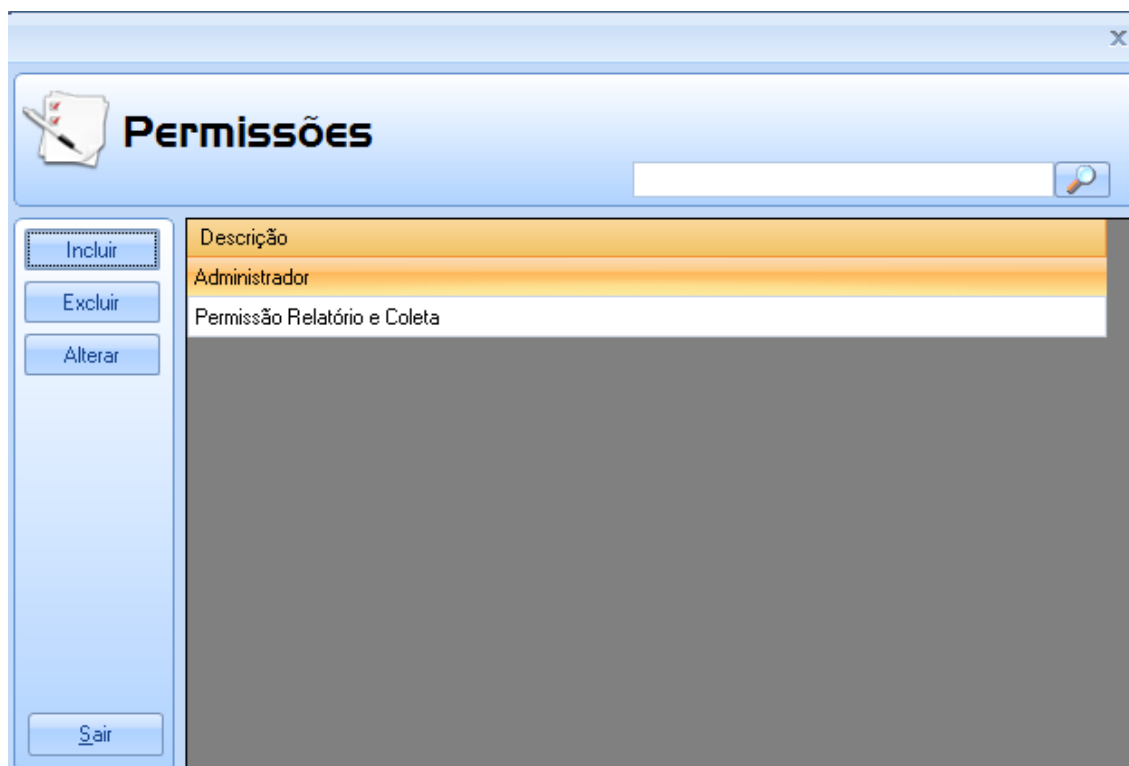 x
Permissões
Incluir
Excluir
Alterar
Sair
Descrição
Administrador
Permissão Relatório e Coleta